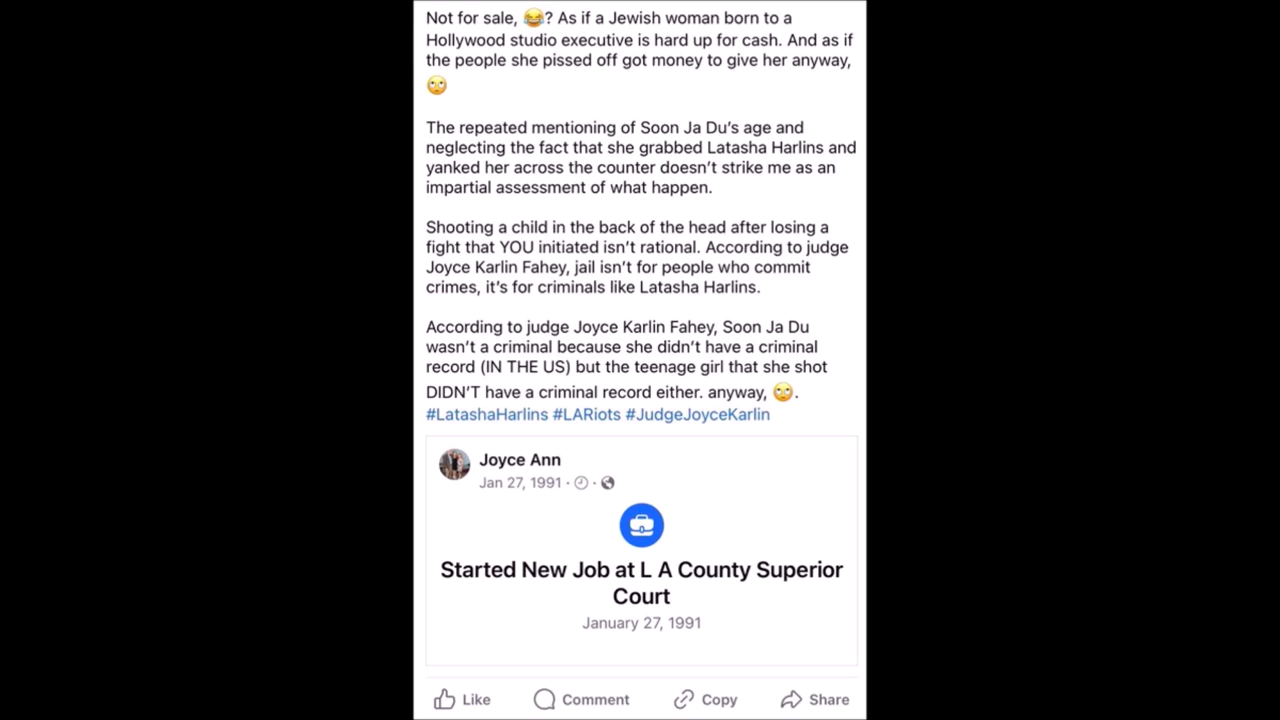 Not for sale, 😂? As if a Jewish woman born to a
Hollywood studio executive is hard up for cash. And as if
the people she pissed off got money to give her anyway,
🙄
The repeated mentioning of Soon Ja Du’s age and
neglecting the fact that she grabbed Latasha Harlins and
yanked her across the counter doesn’t strike me as an
impartial assessment of what happen.
Shooting a child in the back of the head after losing a
fight that YOU initiated isn’t rational. According to judge
Joyce Karlin Fahey, jail isn’t for people who commit
crimes, it’s for criminals like Latasha Harlins.
According to judge Joyce Karlin Fahey, Soon Ja Du
wasn’t a criminal because she didn’t have a criminal
record (IN THE US) but the teenage girl that she shot
DIDN’T have a criminal record either. anyway, 🙄.
#LatashaHarlins #LARiots #JudgeJoyceKarlin
Joyce Ann
Jan 27, 1991 · ·
Started New Job at L A County Superior
Court
January 27, 1991
Like Comment Copy Share